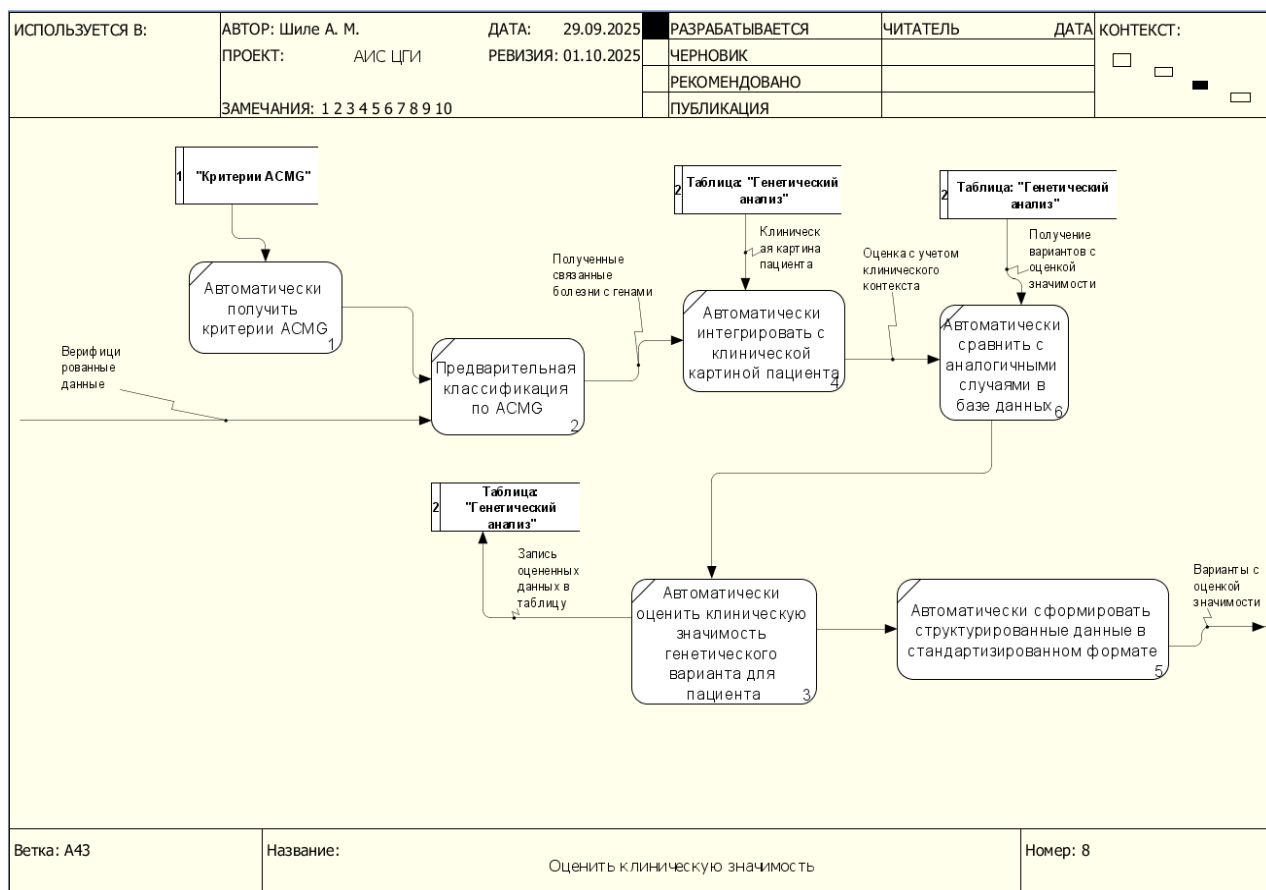 ИСПОЛЬЗУЕТСЯ В:
АВТОР: Шиле А. М.
ДАТА: 29.09.2025
ПРОЕКТ: АИС ЦГИ
РЕВИЗИЯ: 01.10.2025
ЗАМЕЧАНИЯ: 1 2 3 4 5 6 7 8 9 10
РАЗРАБАТЫВАЕТСЯ
ЧЕРНОВИК
РЕКОМЕНДОВАНО
ПУБЛИКАЦИЯ
ЧИТАТЕЛЬ
ДАТА
КОНТЕКСТ:
1
"Критерии ACMG"
2
Таблица: "Генетический
анализ"
2
Таблица: "Генетический
анализ"
Клиническ
ая картина
пациента
Получение
вариантов с
оценкой
значимости
Полученные
связанные
болезни с генами
Оценка с учетом
клинического
контекста
Автоматически
получить
критерии ACMG
1
Верифици
рованные
данные
Предварительная
классификация
по ACMG
2
Автоматически
интегрировать с
клинической
картиной пациента
4
Автоматически
сравнить с
аналогичными
случаями в
базе данных
6
2
Таблица:
"Генетический
анализ"
Запись
оцененных
данных в
таблицу
Автоматически
оценить клиническую
значимость
генетического
варианта для
пациента
3
Автоматически сформировать
структурированные данные в
стандартизированном формате
5
Варианты с
оценкой
значимости
Ветка: A43
Название:
Оценить клиническую значимость
Номер: 8